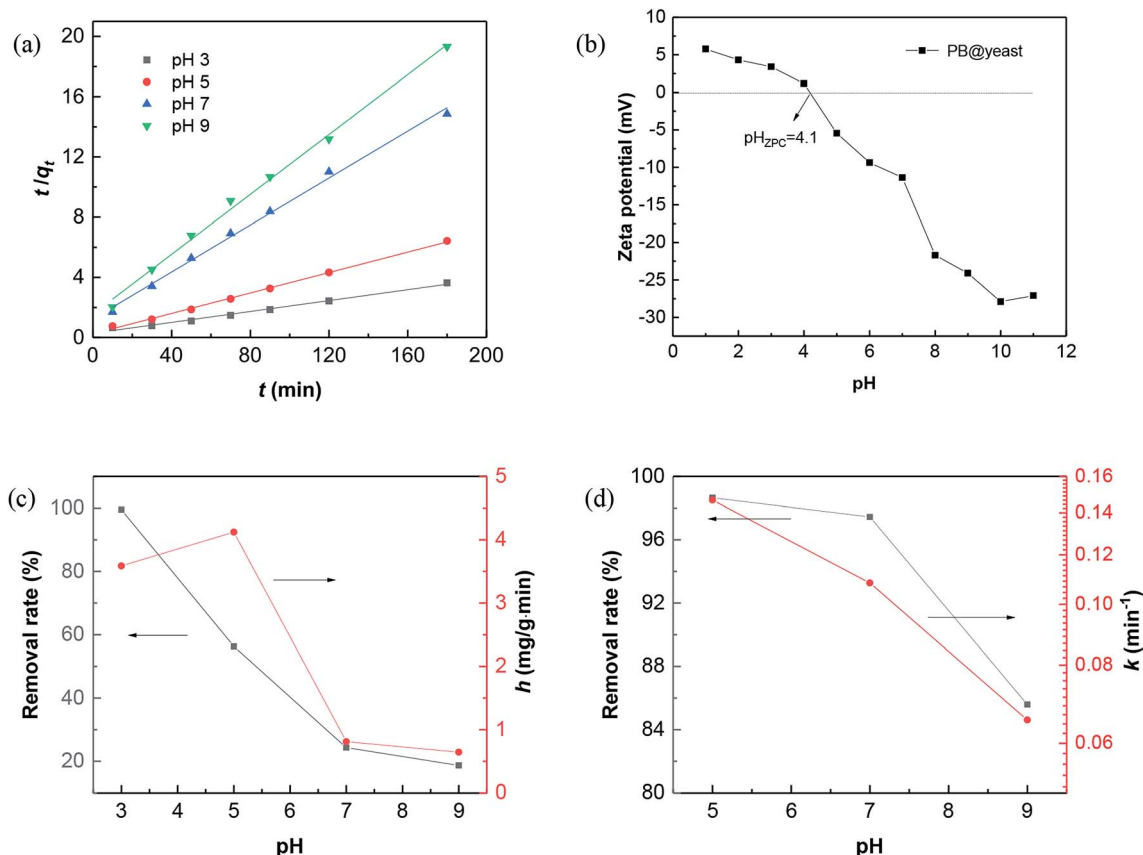 (a)
20
16
12
8
4
0
t/qt
pH 3
pH 5
pH 7
pH 9
0 40 80 120 160 200
t (min)
(b)
10
5
0
-5
-10
-15
-20
-25
-30
Zeta potential (mV)
PB@yeast
pHZPC=4.1
0 2 4 6 8 10 12
pH
(c)
100
80
60
40
20
Removal rate (%)
5
4
3
2
1
0
h (mg/g·min)
3 4 5 6 7 8 9
pH
(d)
100
96
92
88
84
80
Removal rate (%)
0.16
0.14
0.12
0.10
0.08
0.06
k (min-1)
5 6 7 8 9
pH